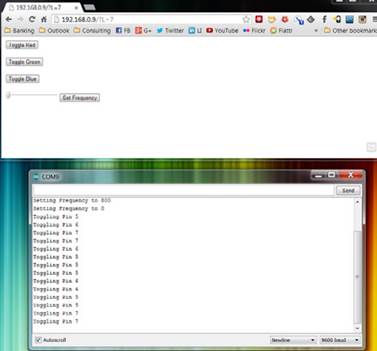 192.168.0.9/?L=7
192.168.0.9/?L=7
Banking Outlook Consulting FB G+ Twitter LI YouTube Flickr Flattr Other bookmark
Toggle Red
Toggle Green
Toggle Blue
Set Frequency
COM9
Send
Setting Frequency to 800
Setting Frequency to 0
Toggling Pin 5
Toggling Pin 6
Toggling Pin 7
Toggling Pin 7
Toggling Pin 6
Toggling Pin 5
Toggling Pin 5
Toggling Pin 5
Toggling Pin 6
Toggling Pin 6
Toggling Pin 5
Toggling Pin 5
Toggling Pin 7
Toggling Pin 7
Autoscroll
Newline
9600 baud